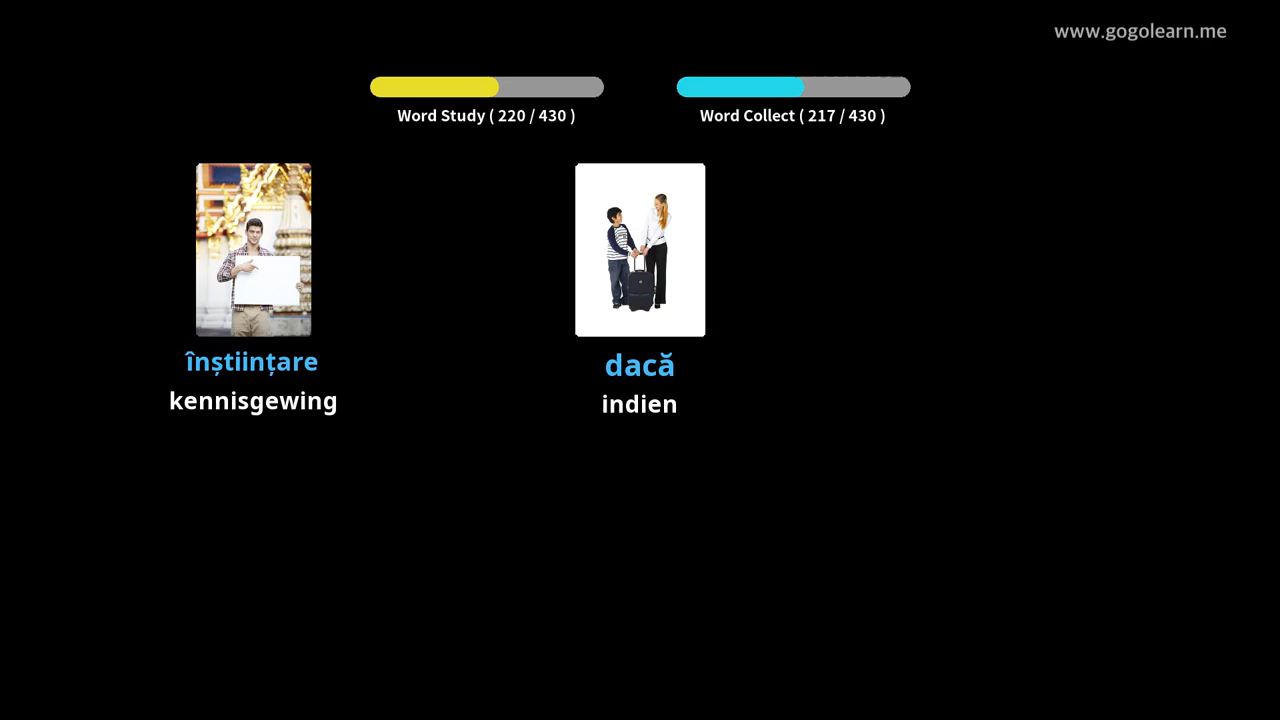 www.gogolearn.me
Word Study ( 220 / 430 )
Word Collect ( 217 / 430 )
înștiințare
kennisgewing
dacă
indien